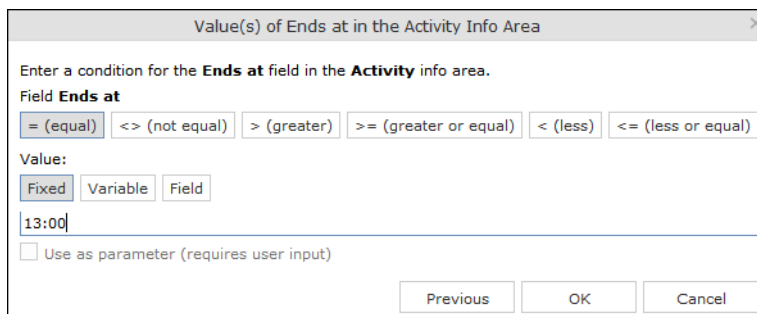 Value(s) of Ends at in the Activity Info Area
Enter a condition for the Ends at field in the Activity info area.
Field Ends at
= (equal) <> (not equal) > (greater) >= (greater or equal) < (less) <= (less or equal)
Value:
Fixed Variable Field
13:00
Use as parameter (requires user input)
Previous OK Cancel